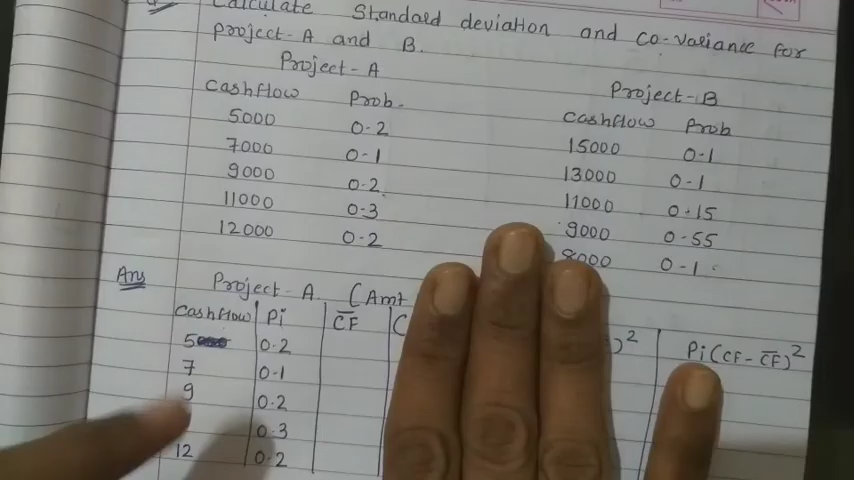 Calculate Standard deviation and co-variance for
Project-A and B.
Project-A
Cashflow Prob.
5000 0.2
7000 0.1
9000 0.2
11000 0.3
12000 0.2
Project-B
Cashflow Prob
15000 0.1
13000 0.1
11000 0.15
9000 0.55
8000 0.1
Ans Project-A. (Amt
Cashflow Pi C̅F̅ (C )² Pi(CF-C̅F̅)²
5 0.2
7 0.1
9 0.2
0.3
12 0.2